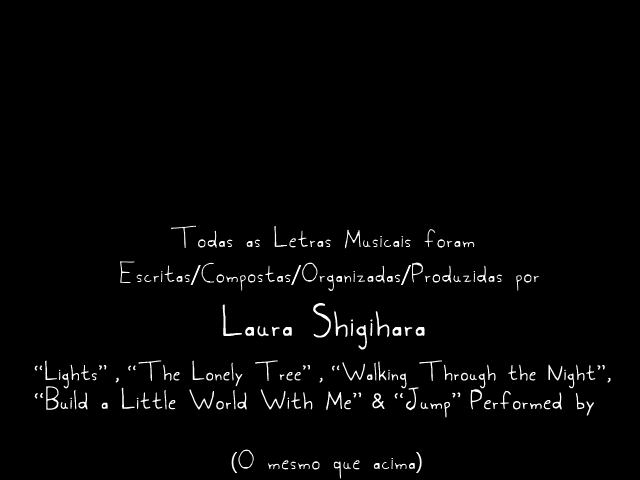 Todas as Letras Musicais foram
Escritas/Compostas/Organizadas/Produzidas por
Laura Shigihara
“Lights” , “The Lonely Tree” , “Walking Through the Night”,
“Build a Little World With Me” & “Jump” Performed by
(O mesmo que acima)